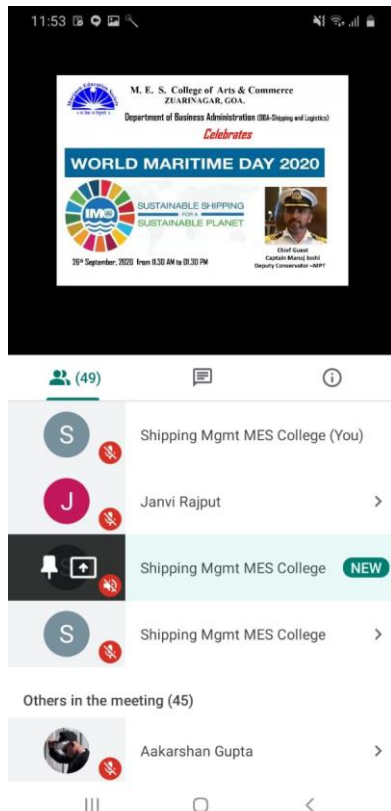 11:53
M. E. S. College of Arts & Commerce
ZUARINAGAR, GOA.
Department of Business Administration (BBA-Shipping and Logistics)
Celebrates
WORLD MARITIME DAY 2020
IMO
SUSTAINABLE SHIPPING
FOR A
SUSTAINABLE PLANET
Chief Guest
Captain Manoj Joshi
Deputy Conservator -MPT
26th September, 2020 from 11.30 AM to 01.30 PM
(49)
S
Shipping Mgmt MES College (You)
J
Janvi Rajput
Shipping Mgmt MES College
NEW
S
Shipping Mgmt MES College
Others in the meeting (45)
Aakarshan Gupta